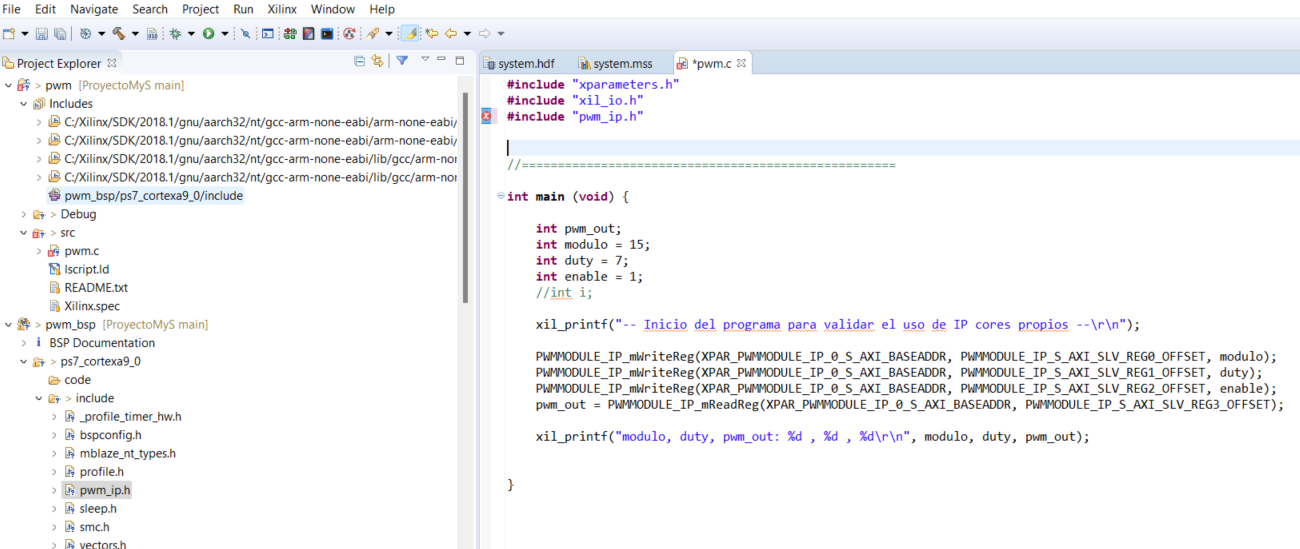 File Edit Navigate Search Project Run Xilinx Window Help
Project Explorer
pwm [ProyectoMyS main]
Includes
C:/Xilinx/SDK/2018.1/gnu/aarch32/nt/gcc-arm-none-eabi/arm-none-eabi/
C:/Xilinx/SDK/2018.1/gnu/aarch32/nt/gcc-arm-none-eabi/arm-none-eabi/
C:/Xilinx/SDK/2018.1/gnu/aarch32/nt/gcc-arm-none-eabi/lib/gcc/arm-nor
C:/Xilinx/SDK/2018.1/gnu/aarch32/nt/gcc-arm-none-eabi/lib/gcc/arm-nor
pwm_bsp/ps7_cortexa9_0/include
> Debug
> src
pwm.c
lscript.ld
README.txt
Xilinx.spec
> pwm_bsp [ProyectoMyS main]
BSP Documentation
> ps7_cortexa9_0
code
> include
_profile_timer_hw.h
bspconfig.h
mblaze_nt_types.h
profile.h
pwm_ip.h
sleep.h
smc.h
vectors.h
system.hdf system.mss *pwm.c
#include "xparameters.h"
#include "xil_io.h"
#include "pwm_ip.h"
//====================================================
int main (void) {
int pwm_out;
int modulo = 15;
int duty = 7;
int enable = 1;
//int i;
xil_printf("-- Inicio del programa para validar el uso de IP cores propios --\r\n");
PWMMODULE_IP_mWriteReg(XPAR_PWMMODULE_IP_0_S_AXI_BASEADDR, PWMMODULE_IP_S_AXI_SLV_REG0_OFFSET, modulo);
PWMMODULE_IP_mWriteReg(XPAR_PWMMODULE_IP_0_S_AXI_BASEADDR, PWMMODULE_IP_S_AXI_SLV_REG1_OFFSET, duty);
PWMMODULE_IP_mWriteReg(XPAR_PWMMODULE_IP_0_S_AXI_BASEADDR, PWMMODULE_IP_S_AXI_SLV_REG2_OFFSET, enable);
pwm_out = PWMMODULE_IP_mReadReg(XPAR_PWMMODULE_IP_0_S_AXI_BASEADDR, PWMMODULE_IP_S_AXI_SLV_REG3_OFFSET);
xil_printf("modulo, duty, pwm_out: %d , %d , %d\r\n", modulo, duty, pwm_out);
}